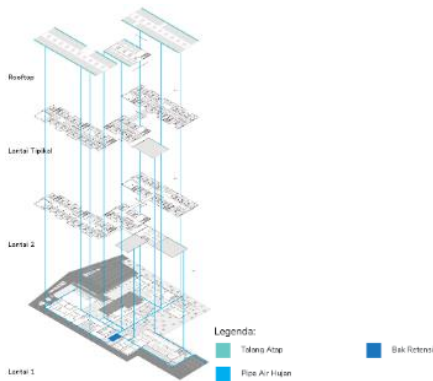 Rooftop
Lantai Tipikal
Lantai 2
Lantai 1
Legenda:
Talang Atap
Bak Retensi
Pipa Air Hujan